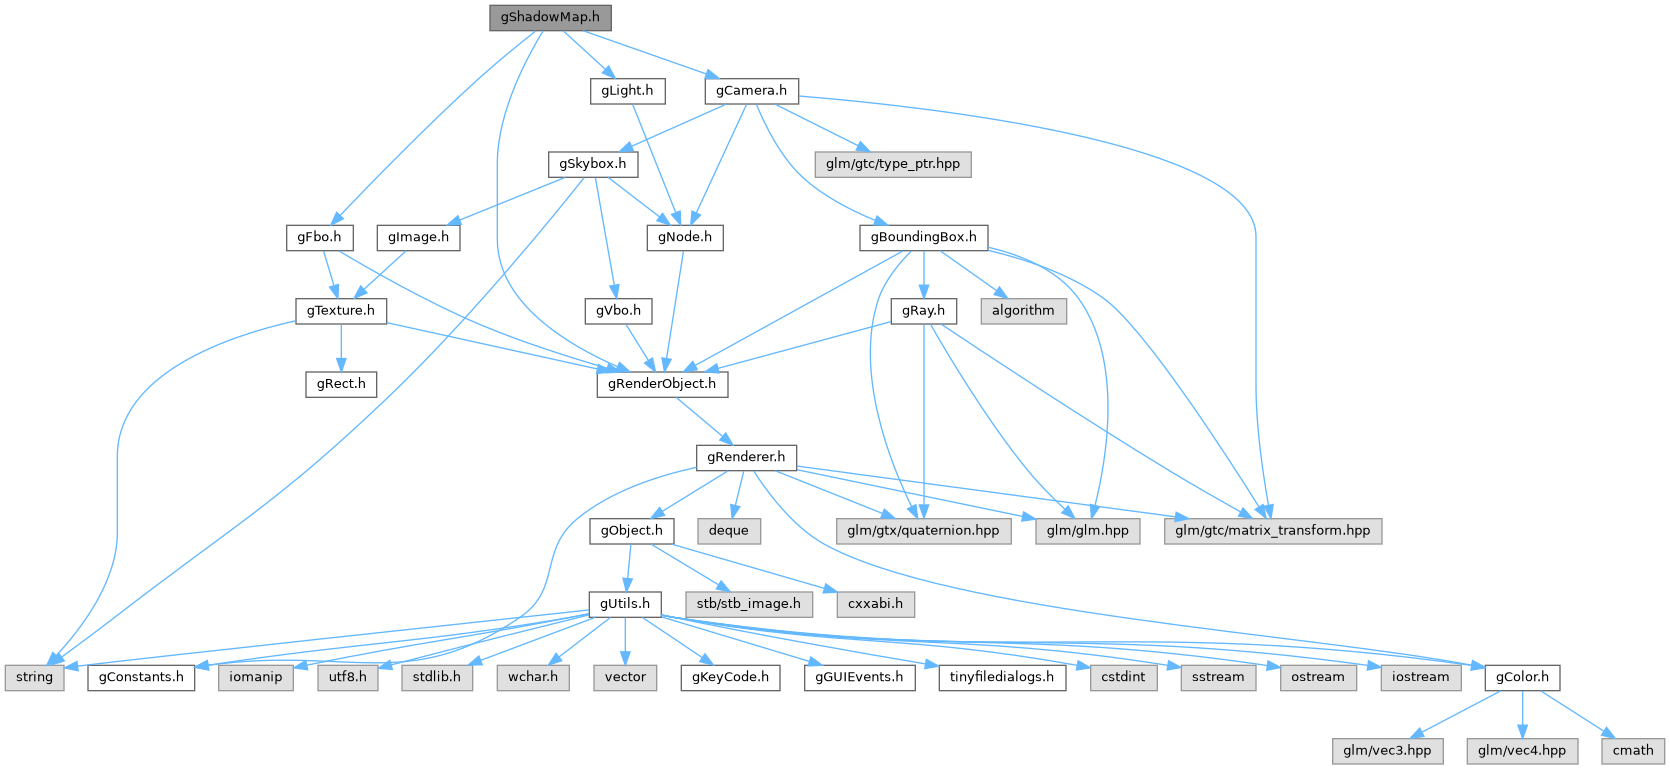 gShadowMap.h
gLight.h
gCamera.h
gSkybox.h
glm/gtc/type_ptr.hpp
gFbo.h
gImage.h
gNode.h
gBoundingBox.h
gTexture.h
gVbo.h
gRay.h
algorithm
gRect.h
gRenderObject.h
gRenderer.h
gObject.h
deque
glm/gtx/quaternion.hpp
glm/glm.hpp
glm/gtc/matrix_transform.hpp
gUtils.h
stb/stb_image.h
cxxabi.h
string
gConstants.h
iomanip
utf8.h
stdlib.h
wchar.h
vector
gKeyCode.h
gGUIEvents.h
tinyfiledialogs.h
cstdint
sstream
ostream
iostream
gColor.h
glm/vec3.hpp
glm/vec4.hpp
cmath